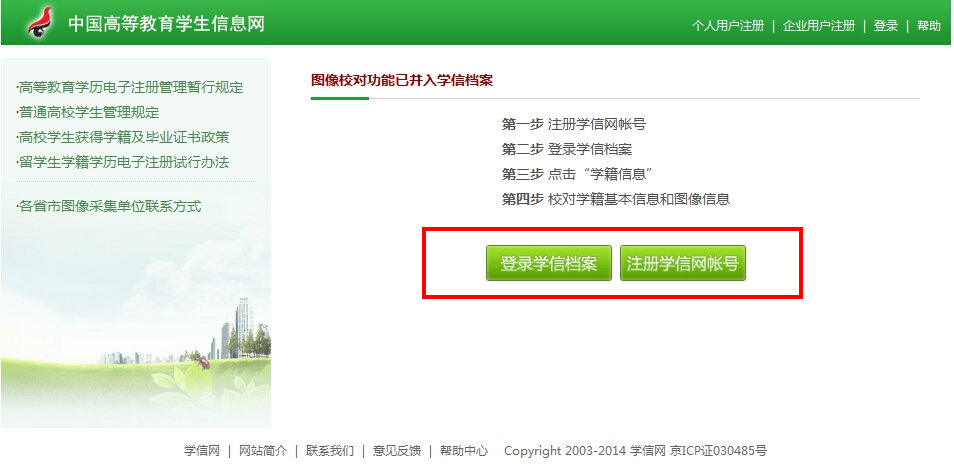 中国高等教育学生信息网
个人用户注册 | 企业用户注册 | 登录 | 帮助
·高等教育学历电子注册管理暂行规定
·普通高校学生管理规定
·高校学生获得学籍及毕业证书政策
·留学生学籍学历电子注册试行办法
·各省市图像采集单位联系方式
图像校对功能已并入学信档案
第一步 注册学信网帐号
第二步 登录学信档案
第三步 点击“学籍信息”
第四步 校对学籍基本信息和图像信息
登录学信档案 注册学信网帐号
学信网 | 网站简介 | 联系我们 | 意见反馈 | 帮助中心 Copyright 2003-2014 学信网 京ICP证030485号